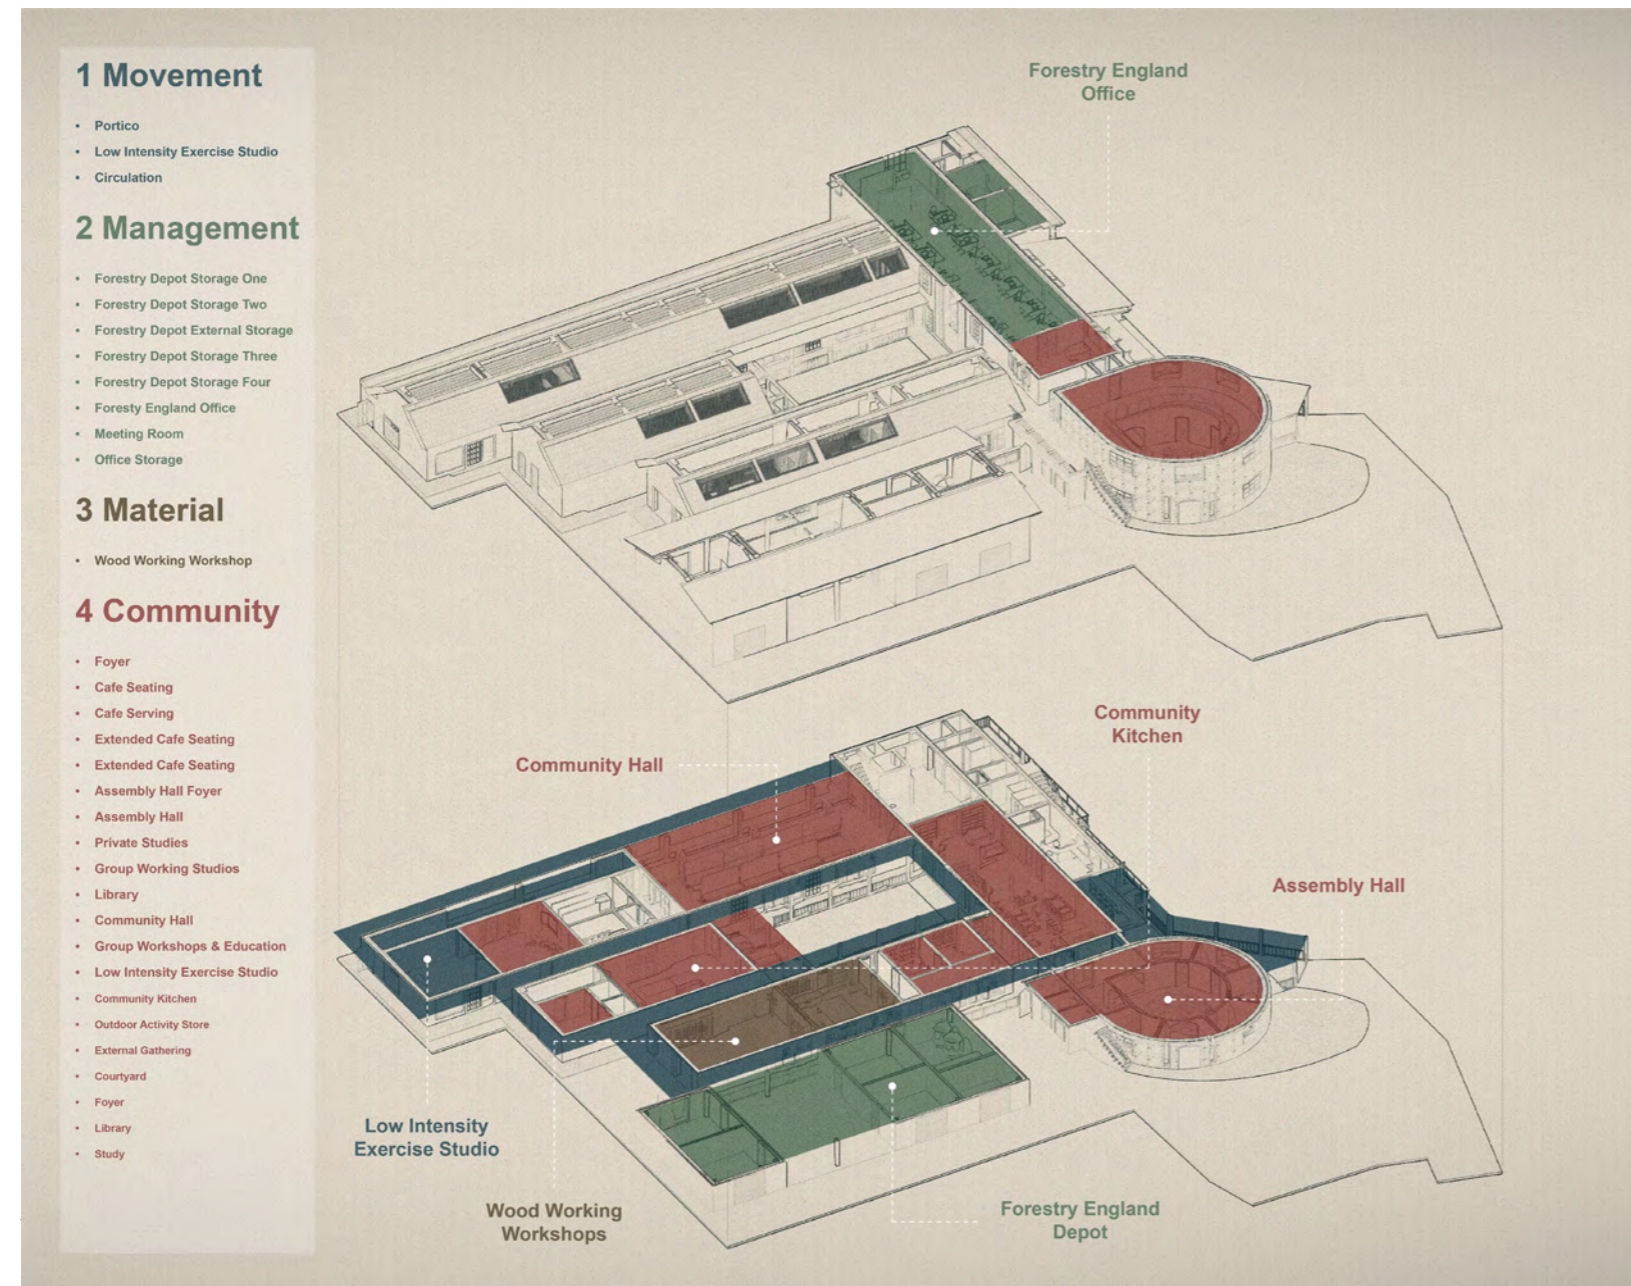 1 Movement
• Portico
• Low Intensity Exercise Studio
• Circulation
2 Management
• Forestry Depot Storage One
• Forestry Depot Storage Two
• Forestry Depot External Storage
• Forestry Depot Storage Three
• Forestry Depot Storage Four
• Foresty England Office
• Meeting Room
• Office Storage
3 Material
• Wood Working Workshop
4 Community
• Foyer
• Cafe Seating
• Cafe Serving
• Extended Cafe Seating
• Extended Cafe Seating
• Assembly Hall Foyer
• Assembly Hall
• Private Studies
• Group Working Studios
• Library
• Community Hall
• Group Workshops & Education
• Low Intensity Exercise Studio
• Community Kitchen
• Outdoor Activity Store
• External Gathering
• Courtyard
• Foyer
• Library
• Study
Forestry England
Office
Community
Kitchen
Community Hall
Assembly Hall
Low Intensity
Exercise Studio
Wood Working
Workshops
Forestry England
Depot